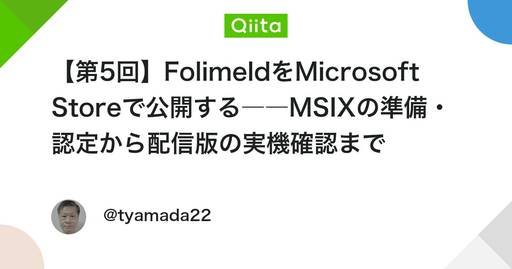 Qiita
【第5回】FolimeldをMicrosoft
Storeで公開する──MSIXの準備・
認定から配信版の実機確認まで
@tyamada22